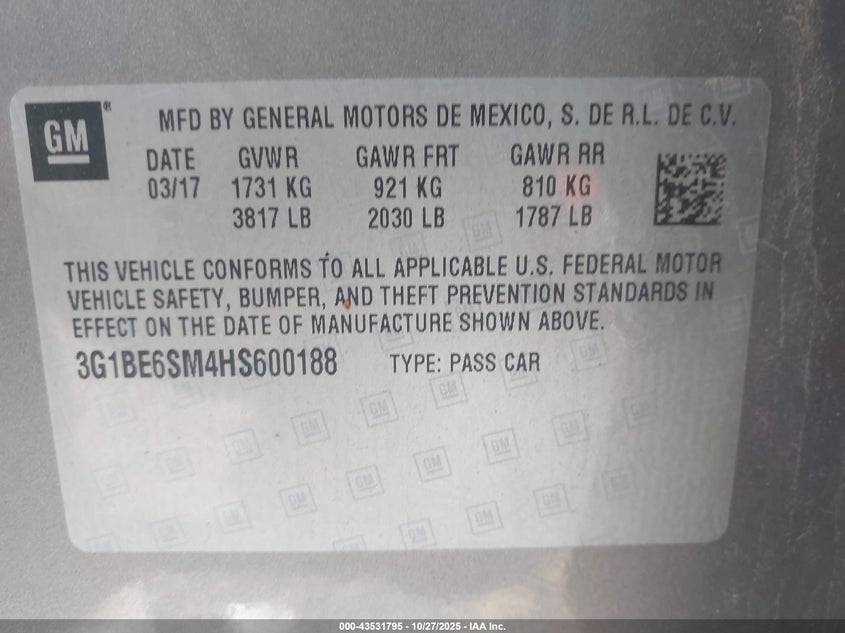 GM
MFD BY GENERAL MOTORS DE MEXICO, S. DE R.L. DE C.V.
DATE GVWR GAWR FRT GAWR RR
03/17 1731 KG 921 KG 810 KG
3817 LB 2030 LB 1787 LB
THIS VEHICLE CONFORMS TO ALL APPLICABLE U.S. FEDERAL MOTOR
VEHICLE SAFETY, BUMPER, AND THEFT PREVENTION STANDARDS IN
EFFECT ON THE DATE OF MANUFACTURE SHOWN ABOVE.
3G1BE6SM4HS600188 TYPE: PASS CAR
000-43531795 - 10/27/2025 - IAA Inc.